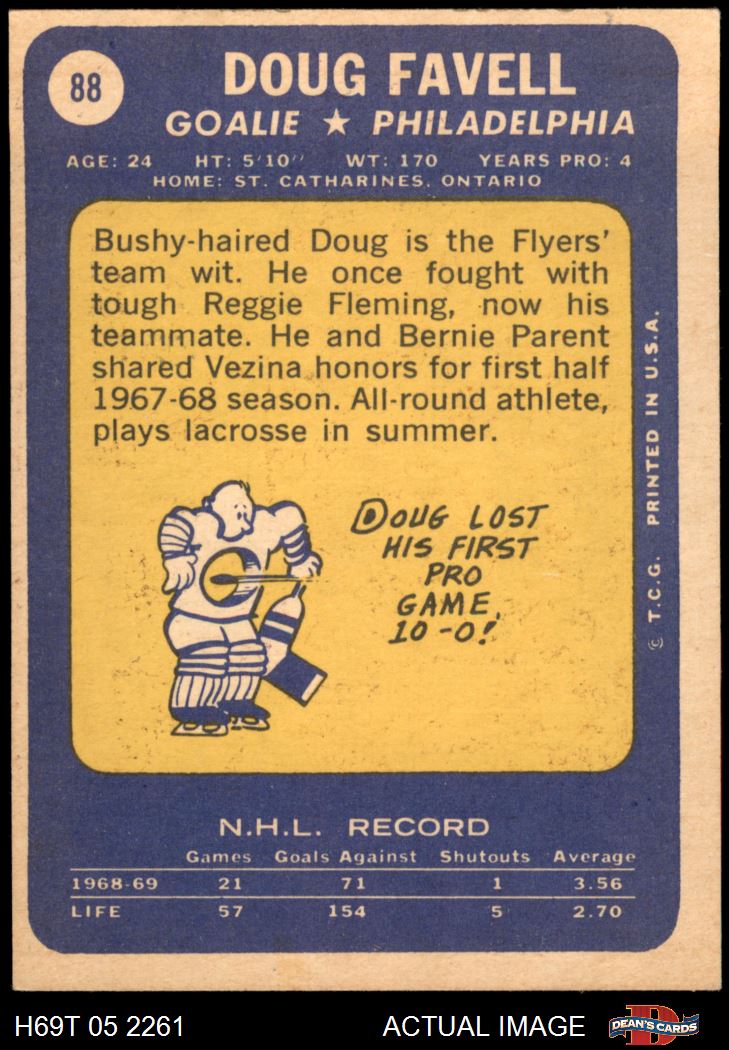 88
DOUG FAVELL
GOALIE ★ PHILADELPHIA
AGE: 24 HT: 5'10" WT: 170 YEARS PRO: 4
HOME: ST. CATHARINES, ONTARIO
Bushy-haired Doug is the Flyers'
team wit. He once fought with
tough Reggie Fleming, now his
teammate. He and Bernie Parent
shared Vezina honors for first half
1967-68 season. All-round athlete,
plays lacrosse in summer.
DOUG LOST
HIS FIRST
PRO
GAME,
10-0!
© T.C.G. PRINTED IN U.S.A.
N.H.L. RECORD
Games Goals Against Shutouts Average
1968-69 21 71 1 3.56
LIFE 57 154 5 2.70
H69T 05 2261 ACTUAL IMAGE DEAN'S CARDS